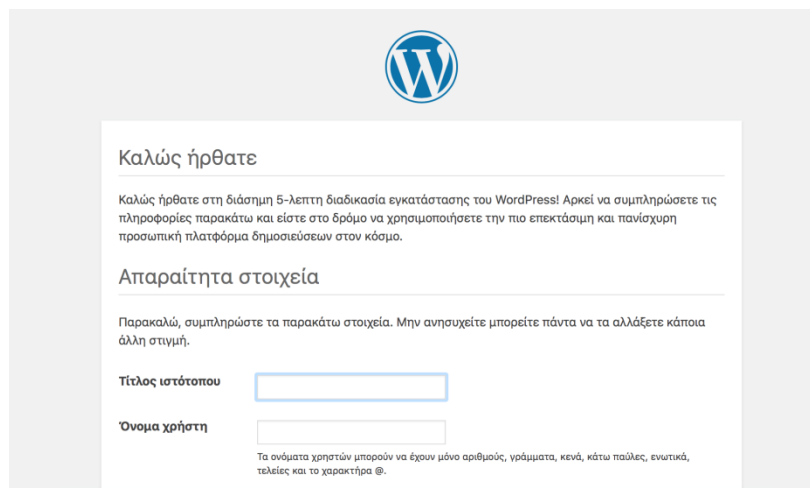 Καλώς ήρθατε
Καλώς ήρθατε στη διάσημη 5-λεπτη διαδικασία εγκατάστασης του WordPress! Αρκεί να συμπληρώσετε τις
πληροφορίες παρακάτω και είστε στο δρόμο να χρησιμοποιήσετε την πιο επεκτάσιμη και πανίσχυρη
προσωπική πλατφόρμα δημοσιεύσεων στον κόσμο.
Απαραίτητα στοιχεία
Παρακαλώ, συμπληρώστε τα παρακάτω στοιχεία. Μην ανησυχείτε μπορείτε πάντα να τα αλλάξετε κάποια
άλλη στιγμή.
Τίτλος ιστότοπου
Όνομα χρήστη
Τα ονόματα χρηστών μπορούν να έχουν μόνο αριθμούς, γράμματα, κενά, κάτω παύλες, ενωτικά,
τελείες και το χαρακτήρα @.